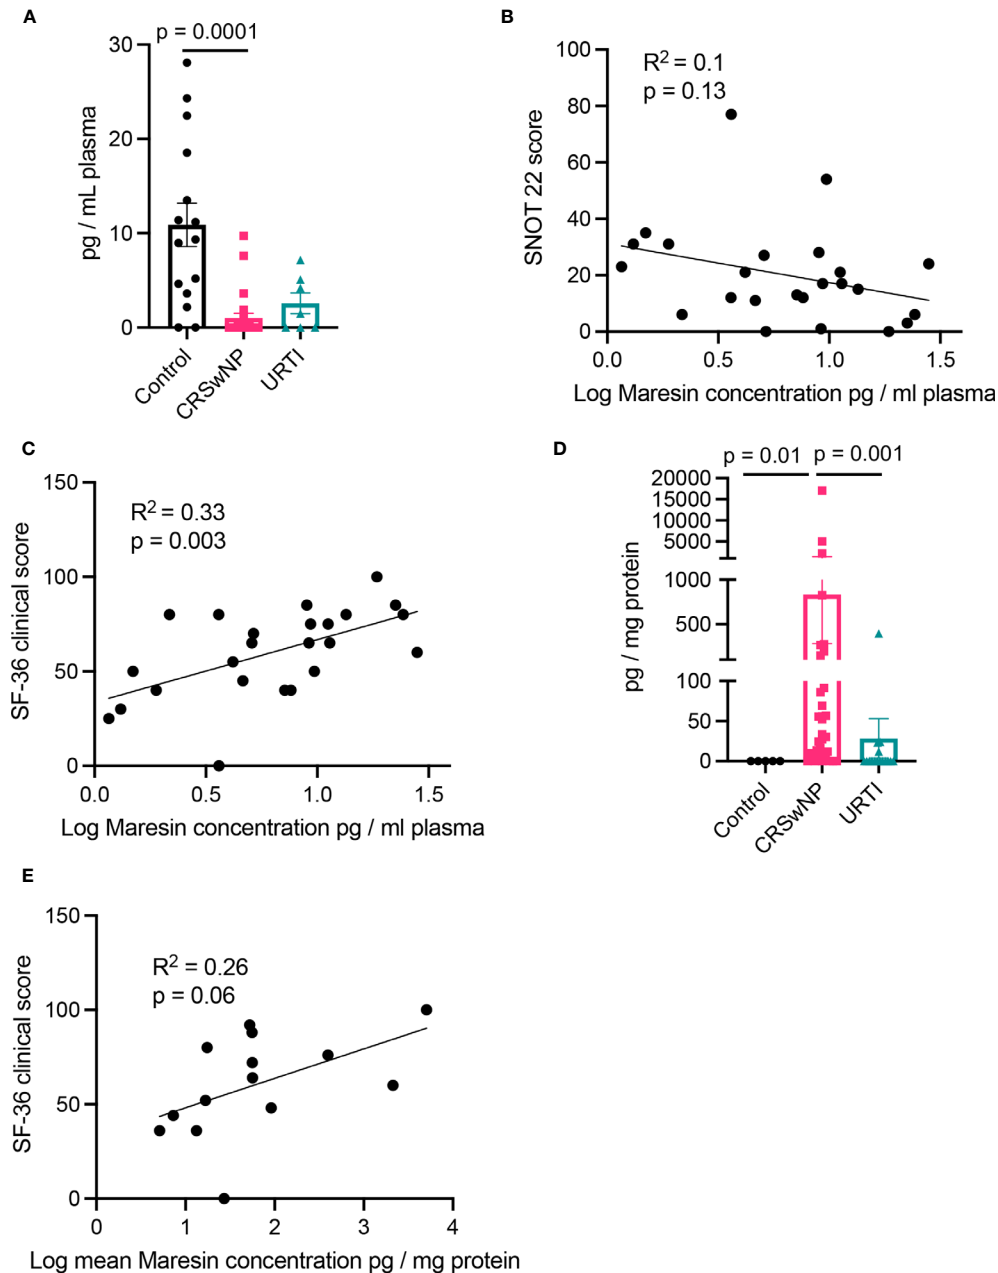 A
p = 0.0001
30
20
10
0
pg / mL plasma
Control
CRSwNP
URTI
B
R² = 0.1
p = 0.13
100
80
60
40
20
0
SNOT 22 score
0.0
0.5
1.0
1.5
Log Maresin concentration pg / ml plasma
C
R² = 0.33
p = 0.003
150
100
50
0
SF-36 clinical score
0.0
0.5
1.0
1.5
Log Maresin concentration pg / ml plasma
D
p = 0.01
p = 0.001
20000
15000
10000
5000
1000
500
100
50
0
pg / mg protein
Control
CRSwNP
URTI
E
R² = 0.26
p = 0.06
150
100
50
0
SF-36 clinical score
0
1
2
3
4
Log mean Maresin concentration pg / mg protein